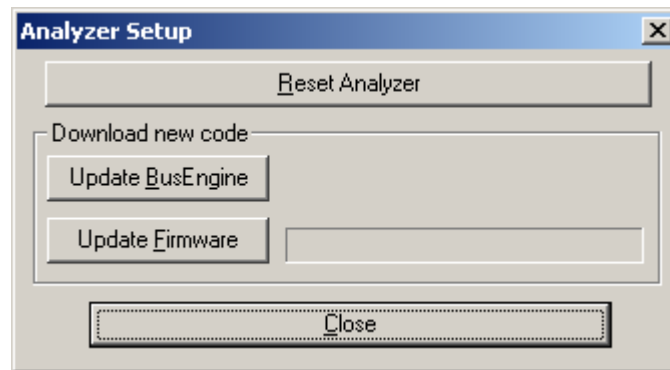 Analyzer Setup
Reset Analyzer
Download new code
Update BusEngine
Update Firmware
Close